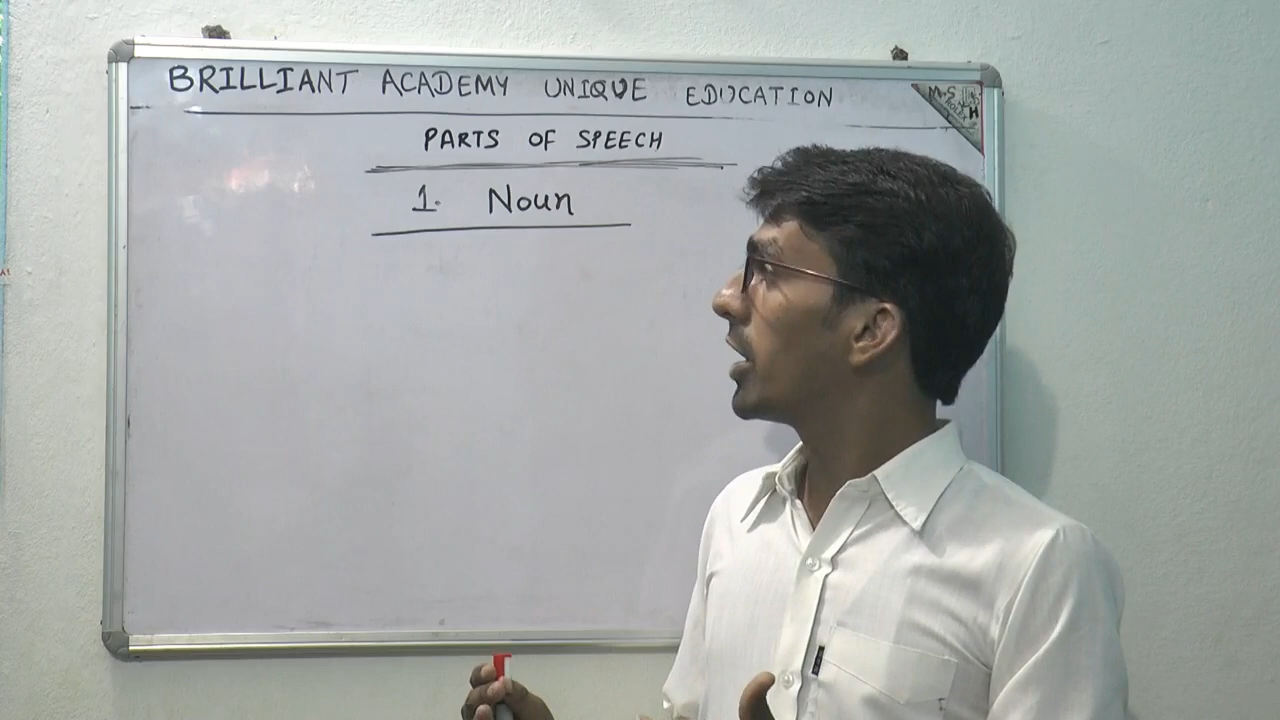 BRILLIANT ACADEMY UNIQUE EDUCATION
M.S
H
PARTS OF SPEECH
1. Noun